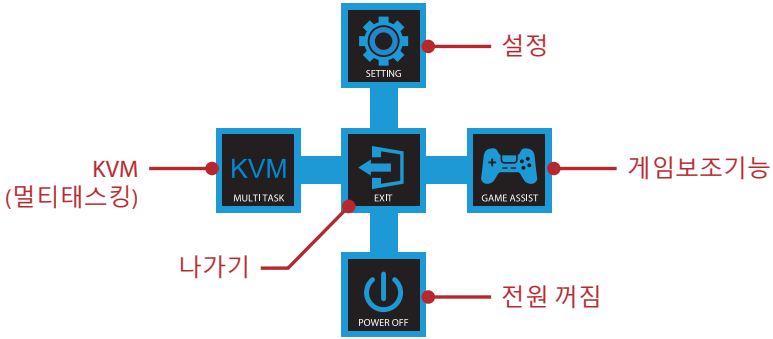 SETTING
설정
KVM
(멀티태스킹)
KVM
MULTI TASK
EXIT
GAME ASSIST
게임보조기능
나가기
POWER OFF
전원 꺼짐